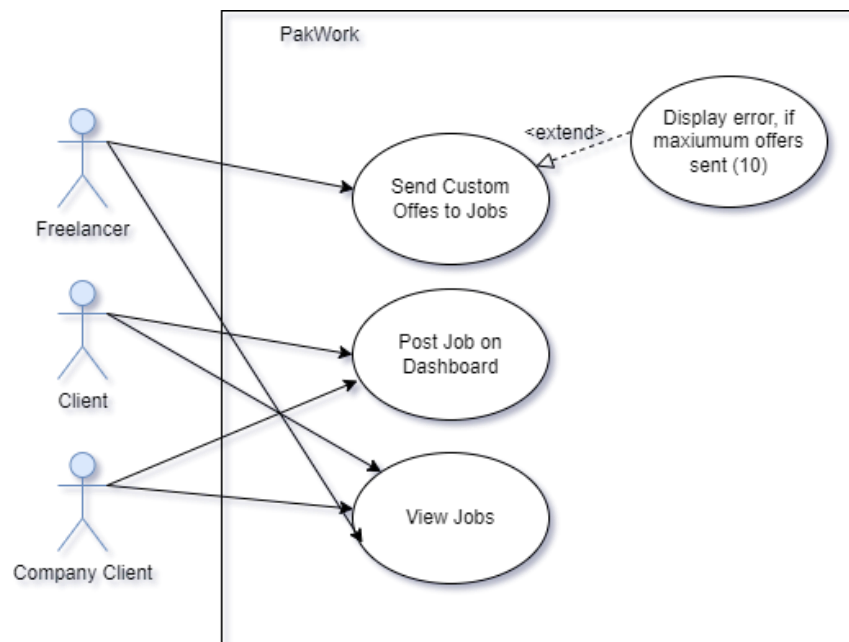 PakWork
Freelancer
Client
Company Client
Send Custom
Offes to Jobs
<extend>
Display error, if
maxiumum offers
sent (10)
Post Job on
Dashboard
View Jobs